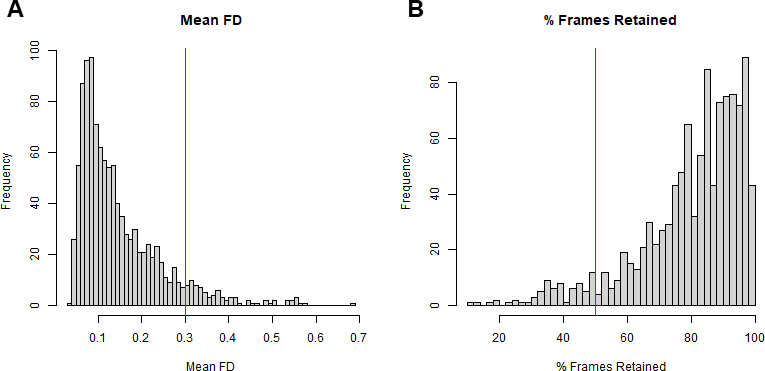 A
Mean FD
Frequency
0 20 40 60 80 100
0.1 0.2 0.3 0.4 0.5 0.6 0.7
Mean FD
B
% Frames Retained
Frequency
0 20 40 60 80
20 40 60 80 100
% Frames Retained